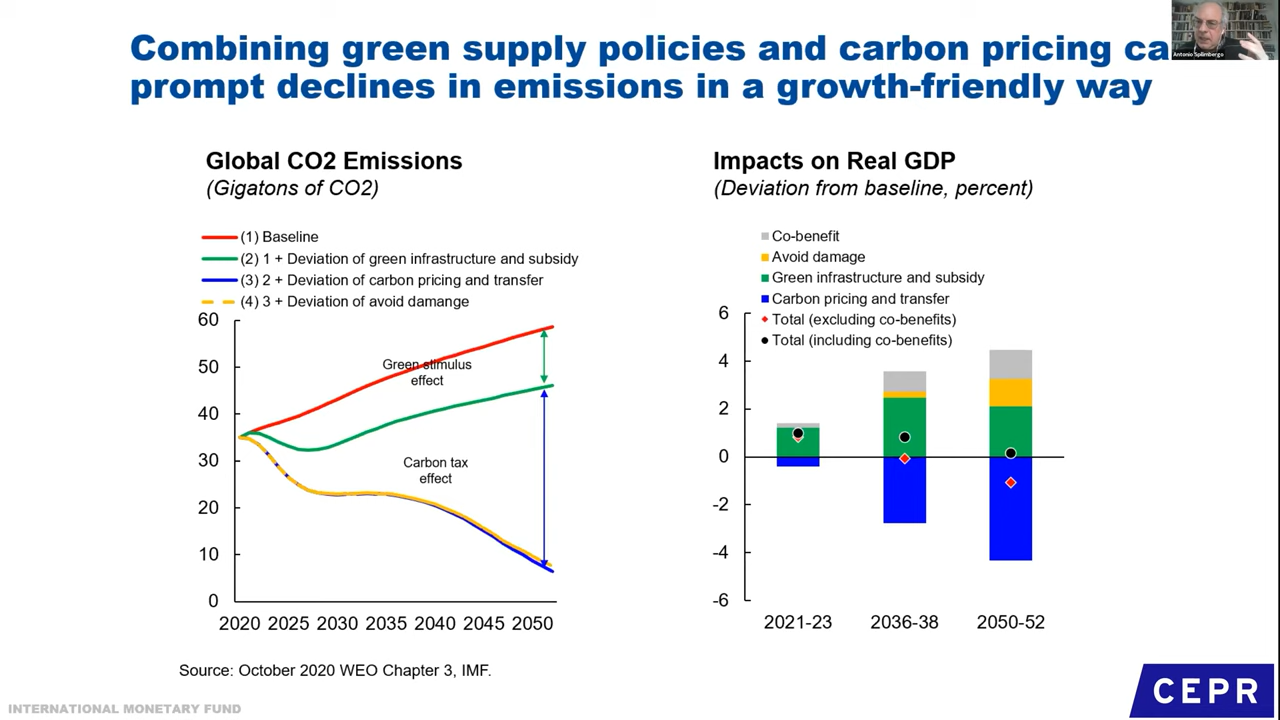 Combining green supply policies and carbon pricing ca
prompt declines in emissions in a growth-friendly way
Antonio Spilimbergo
Global CO2 Emissions
(Gigatons of CO2)
(1) Baseline
(2) 1 + Deviation of green infrastructure and subsidy
(3) 2 + Deviation of carbon pricing and transfer
(4) 3 + Deviation of avoid damange
60
50
40
30
20
10
0
Green stimulus
effect
Carbon tax
effect
2020 2025 2030 2035 2040 2045 2050
Impacts on Real GDP
(Deviation from baseline, percent)
Co-benefit
Avoid damage
Green infrastructure and subsidy
Carbon pricing and transfer
Total (excluding co-benefits)
Total (including co-benefits)
6
4
2
0
-2
-4
-6
2021-23 2036-38 2050-52
Source: October 2020 WEO Chapter 3, IMF.
INTERNATIONAL MONETARY FUND
CEPR